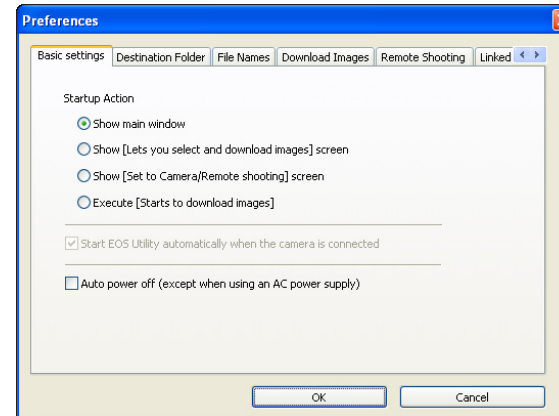 Preferences
Basic settings Destination Folder File Names Download Images Remote Shooting Linked
Startup Action
Show main window
Show [Lets you select and download images] screen
Show [Set to Camera/Remote shooting] screen
Execute [Starts to download images]
Start EOS Utility automatically when the camera is connected
Auto power off (except when using an AC power supply)
OK Cancel